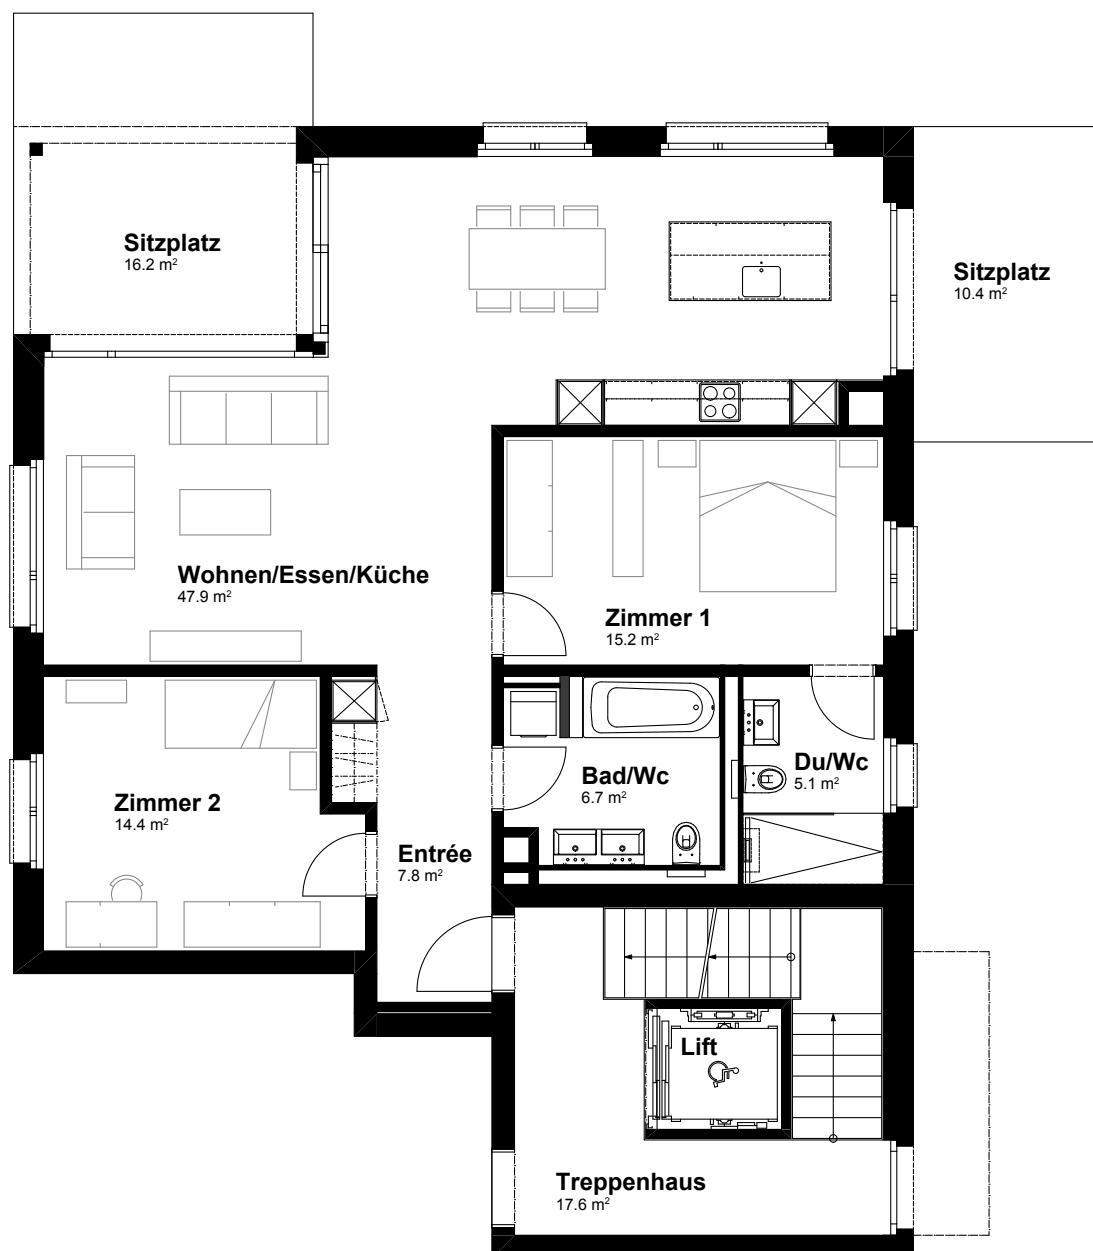 Sitzplatz
16.2 m²
Sitzplatz
10.4 m²
Wohnen/Essen/Küche
47.9 m²
Zimmer 1
15.2 m²
Zimmer 2
14.4 m²
Bad/Wc
6.7 m²
Du/Wc
5.1 m²
Entrée
7.8 m²
Lift
Treppenhaus
17.6 m²